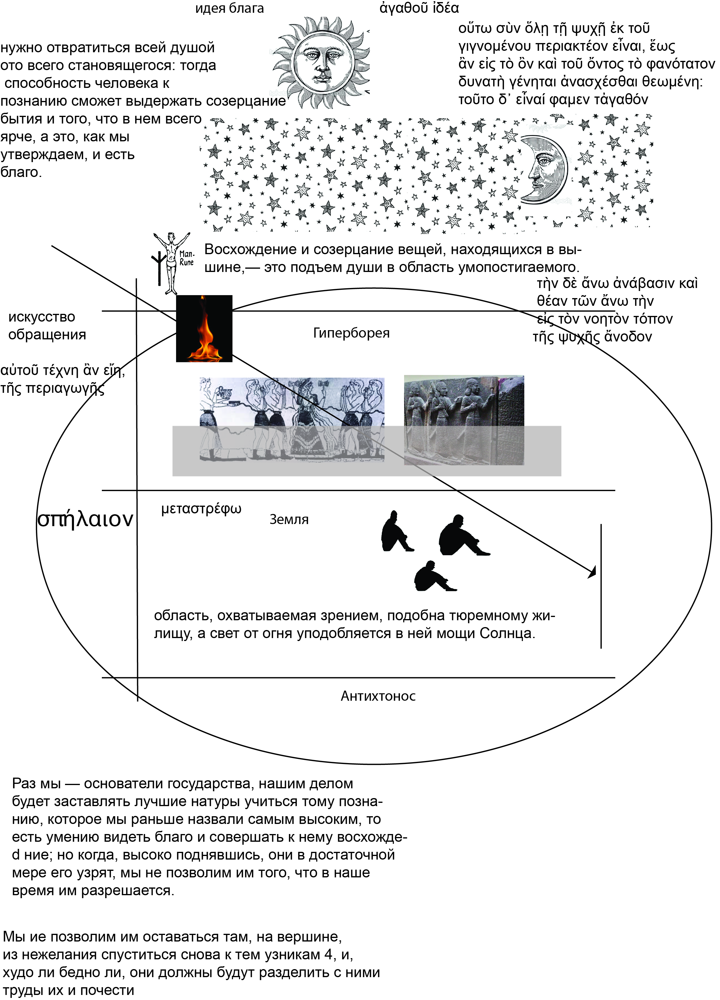 идея блага
ἀγαθοῦ ἰδέα
нужно отвратиться всей душой
ото всего становящегося: тогда
способность человека к
познанию сможет выдержать созерцание
бытия и того, что в нем всего
ярче, а это, как мы
утверждаем, и есть
благо.
οὕτω σὺν ὅλῃ τῇ ψυχῇ ἐκ τοῦ
γιγνομένου περιακτέον εἶναι, ἕως
ἂν εἰς τὸ ὂν καὶ τοῦ ὄντος τὸ φανότατον
δυνατὴ γένηται ἀνασχέσθαι θεωμένη:
τοῦτο δ᾽ εἶναί φαμεν τἀγαθόν
Man-
Rune
Восхождение и созерцание вещей, находящихся в вы-
шине,— это подъем души в область умопостигаемого.
τὴν δὲ ἄνω ἀνάβασιν καὶ
θέαν τῶν ἄνω τὴν
εἰς τὸν νοητὸν τόπον
τῆς ψυχῆς ἄνοδον
искусство
обращения
Гиперборея
αὐτοῦ τέχνη ἂν εἴη,
τῆς περιαγωγῆς
σπήλαιον
μεταστρέφω
Земля
область, охватываемая зрением, подобна тюремному жи-
лищу, а свет от огня уподобляется в ней мощи Солнца.
Антихтонос
Раз мы — основатели государства, нашим делом
будет заставлять лучшие натуры учиться тому позна-
нию, которое мы раньше назвали самым высоким, то
есть умению видеть благо и совершать к нему восхожде-
d ние; но когда, высоко поднявшись, они в достаточной
мере его узрят, мы не позволим им того, что в наше
время им разрешается.
Мы ие позволим им оставаться там, на вершине,
из нежелания спуститься снова к тем узникам 4, и,
худо ли бедно ли, они должны будут разделить с ними
труды их и почести